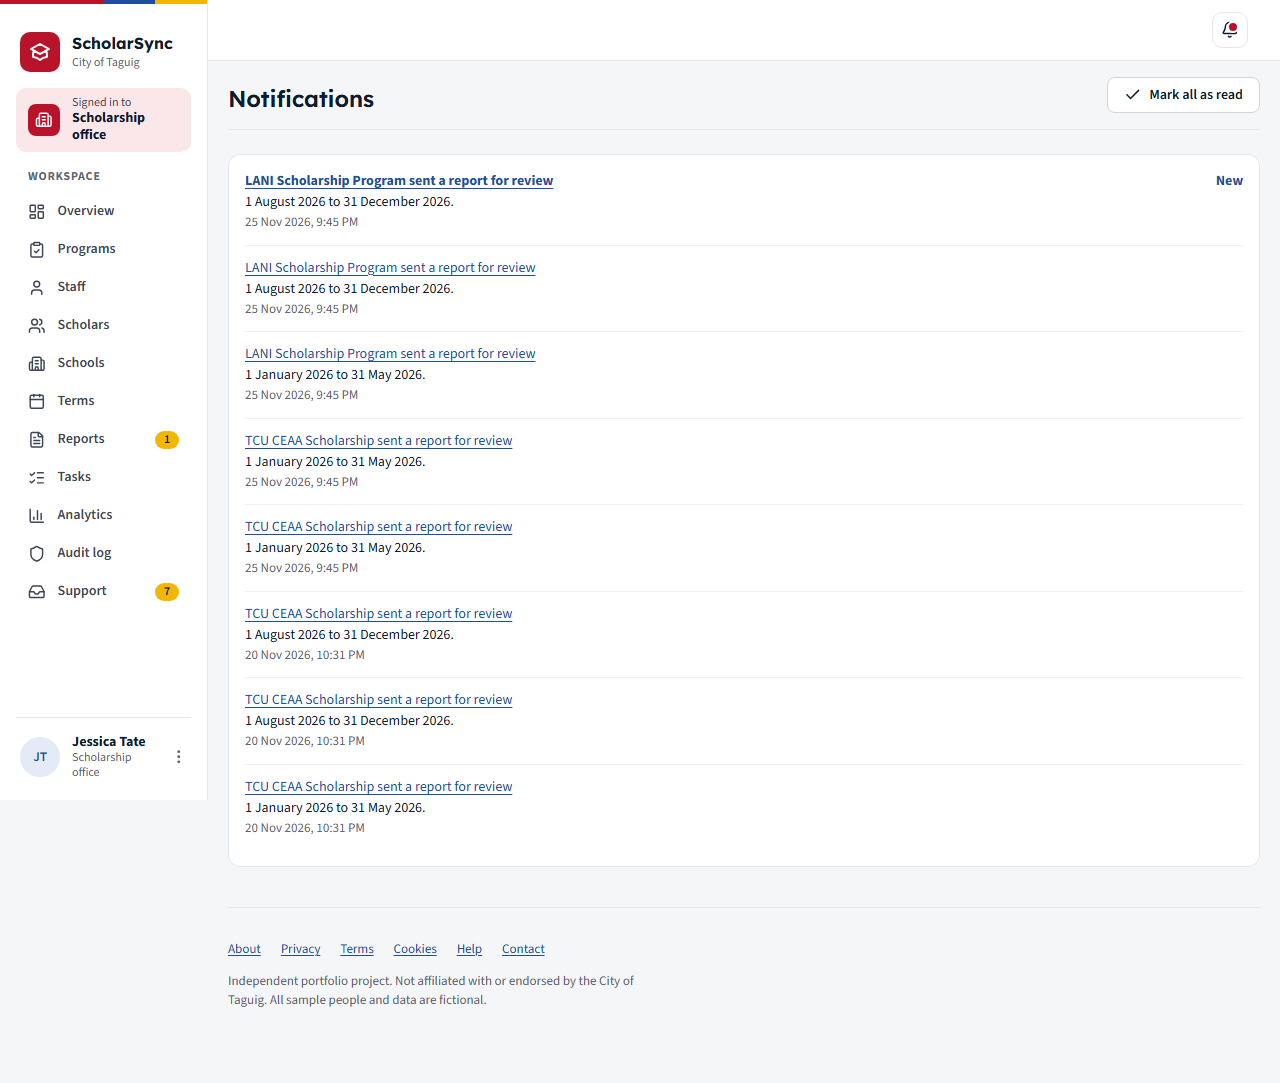 ScholarSync
City of Taguig
Signed in to
Scholarship
office
WORKSPACE
Overview
Programs
Staff
Scholars
Schools
Terms
Reports 1
Tasks
Analytics
Audit log
Support 7
JT
Jessica Tate
Scholarship
office
Notifications
Mark all as read
LANI Scholarship Program sent a report for review New
1 August 2026 to 31 December 2026.
25 Nov 2026, 9:45 PM
LANI Scholarship Program sent a report for review
1 August 2026 to 31 December 2026.
25 Nov 2026, 9:45 PM
LANI Scholarship Program sent a report for review
1 January 2026 to 31 May 2026.
25 Nov 2026, 9:45 PM
TCU CEAA Scholarship sent a report for review
1 January 2026 to 31 May 2026.
25 Nov 2026, 9:45 PM
TCU CEAA Scholarship sent a report for review
1 January 2026 to 31 May 2026.
25 Nov 2026, 9:45 PM
TCU CEAA Scholarship sent a report for review
1 August 2026 to 31 December 2026.
20 Nov 2026, 10:31 PM
TCU CEAA Scholarship sent a report for review
1 August 2026 to 31 December 2026.
20 Nov 2026, 10:31 PM
TCU CEAA Scholarship sent a report for review
1 January 2026 to 31 May 2026.
20 Nov 2026, 10:31 PM
About Privacy Terms Cookies Help Contact
Independent portfolio project. Not affiliated with or endorsed by the City of
Taguig. All sample people and data are fictional.